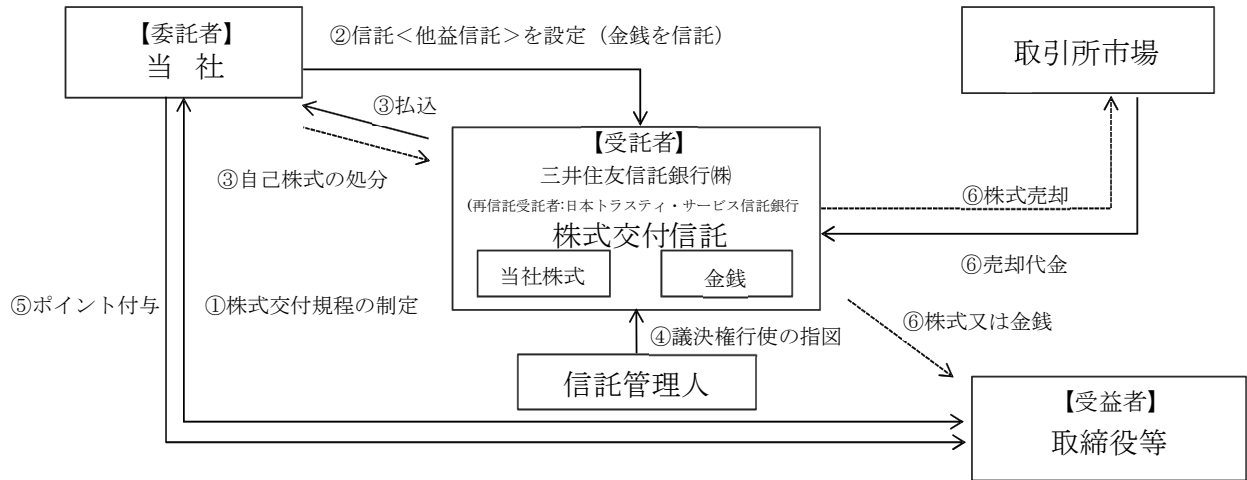 【委託者】
当　社
②信託＜他益信託＞を設定（金銭を信託）
取引所市場
③払込
③自己株式の処分
【受託者】
三井住友信託銀行㈱
(再信託受託者:日本トラスティ・サービス信託銀行
株式交付信託
当社株式
金銭
⑥株式売却
⑥売却代金
⑤ポイント付与
①株式交付規程の制定
④議決権行使の指図
⑥株式又は金銭
信託管理人
【受益者】
取締役等